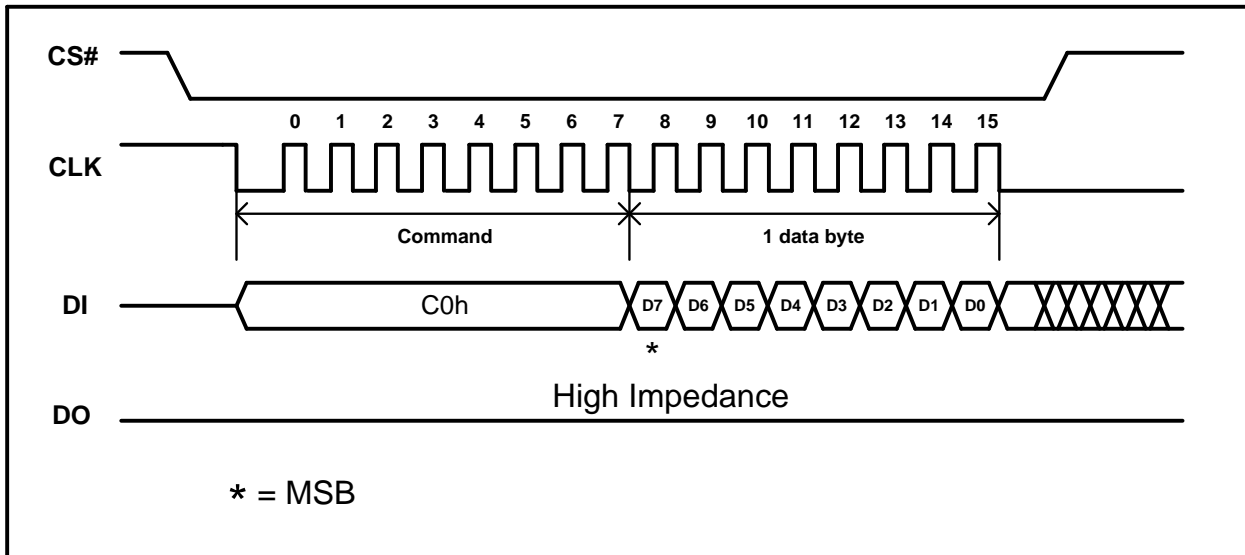 CS#
0 1 2 3 4 5 6 7 8 9 10 11 12 13 14 15
CLK
Command 1 data byte
DI C0h D7 D6 D5 D4 D3 D2 D1 D0
*
High Impedance
DO
* = MSB